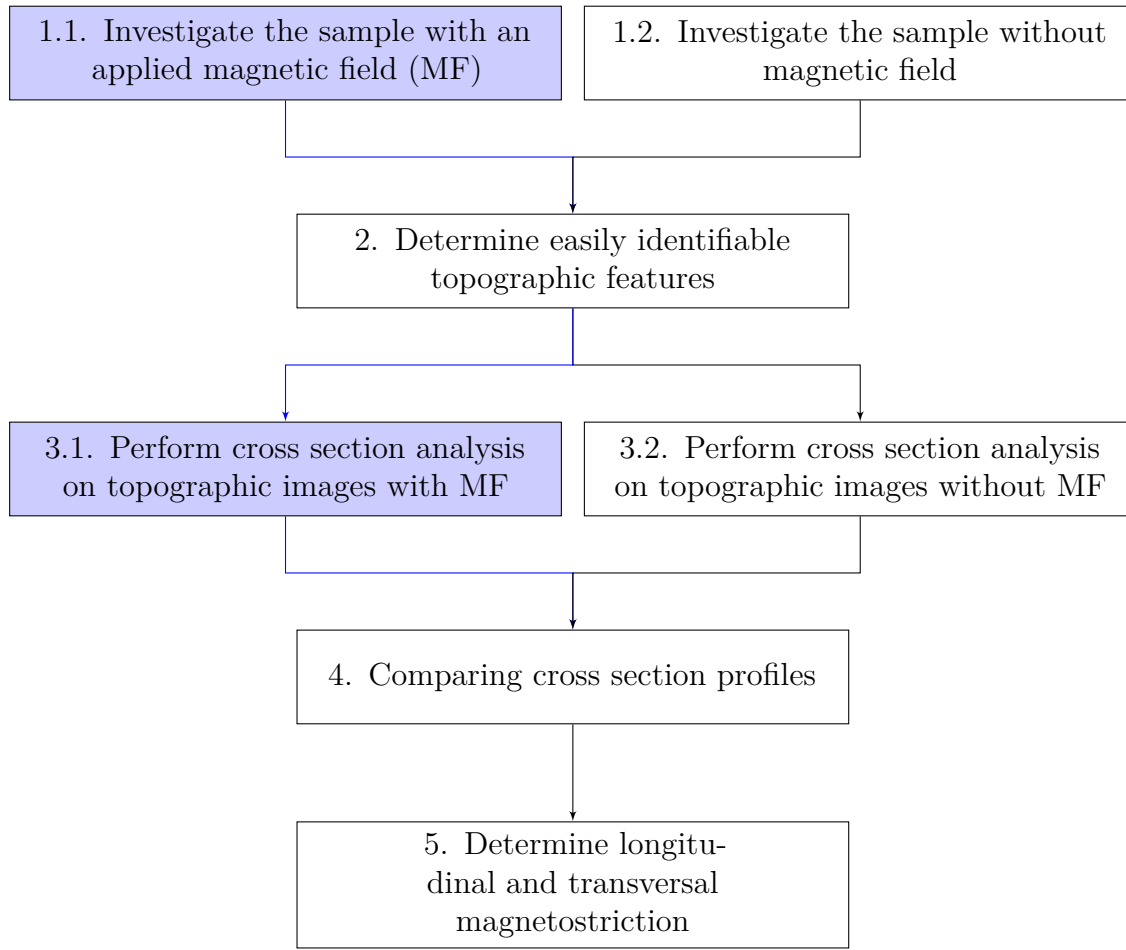 1.1. Investigate the sample with an
applied magnetic field (MF)
1.2. Investigate the sample without
magnetic field
2. Determine easily identifiable
topographic features
3.1. Perform cross section analysis
on topographic images with MF
3.2. Perform cross section analysis
on topographic images without MF
4. Comparing cross section profiles
5. Determine longitu-
dinal and transversal
magnetostriction